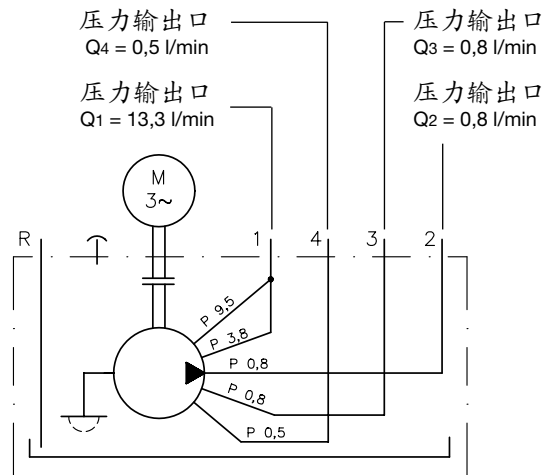 压力输出口
Q4 = 0,5 l/min
压力输出口
Q3 = 0,8 l/min
压力输出口
Q1 = 13,3 l/min
压力输出口
Q2 = 0,8 l/min
M
3~
R
1
4
3
2
P 9,5
P 3,8
P 0,8
P 0,8
P 0,5